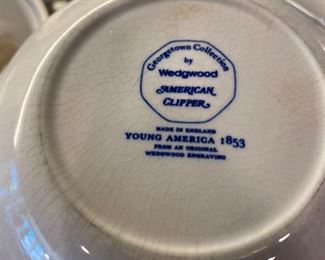 Georgetown Collection
by
Wedgwood
AMERICAN
CLIPPER
MADE IN ENGLAND
YOUNG AMERICA 1853
FROM AN ORIGINAL
WEDGWOOD ENGRAVING